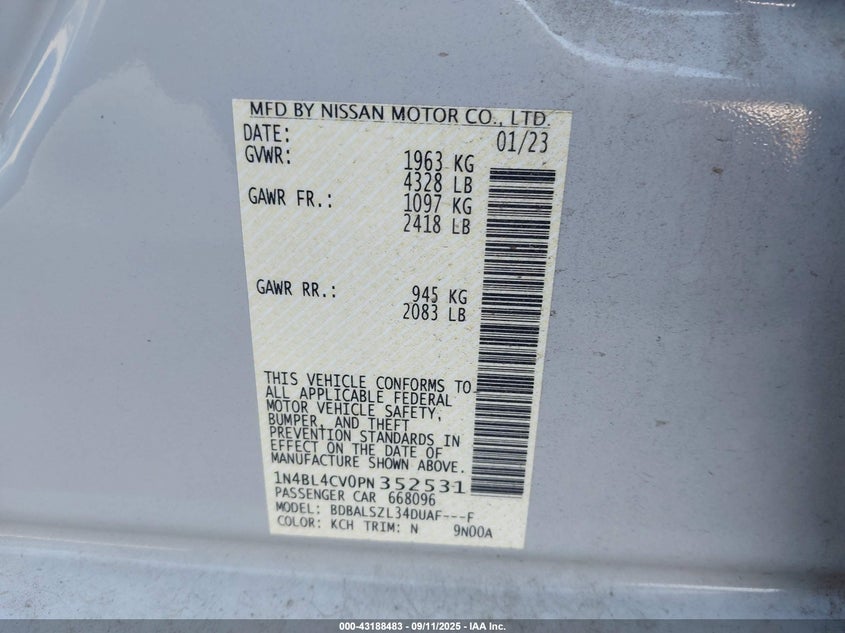 MFD BY NISSAN MOTOR CO., LTD.
DATE: 01/23
GVWR: 1963 KG
4328 LB
GAWR FR.: 1097 KG
2418 LB
GAWR RR.: 945 KG
2083 LB
THIS VEHICLE CONFORMS TO
ALL APPLICABLE FEDERAL
MOTOR VEHICLE SAFETY,
BUMPER, AND THEFT
PREVENTION STANDARDS IN
EFFECT ON THE DATE OF
MANUFACTURE SHOWN ABOVE.
1N4BL4CV0PN352531
PASSENGER CAR 668096
MODEL: BDBALSZL34DUAF---F
COLOR: KCH TRIM: N 9N00A
000-43188483 - 09/11/2025 - IAA Inc.